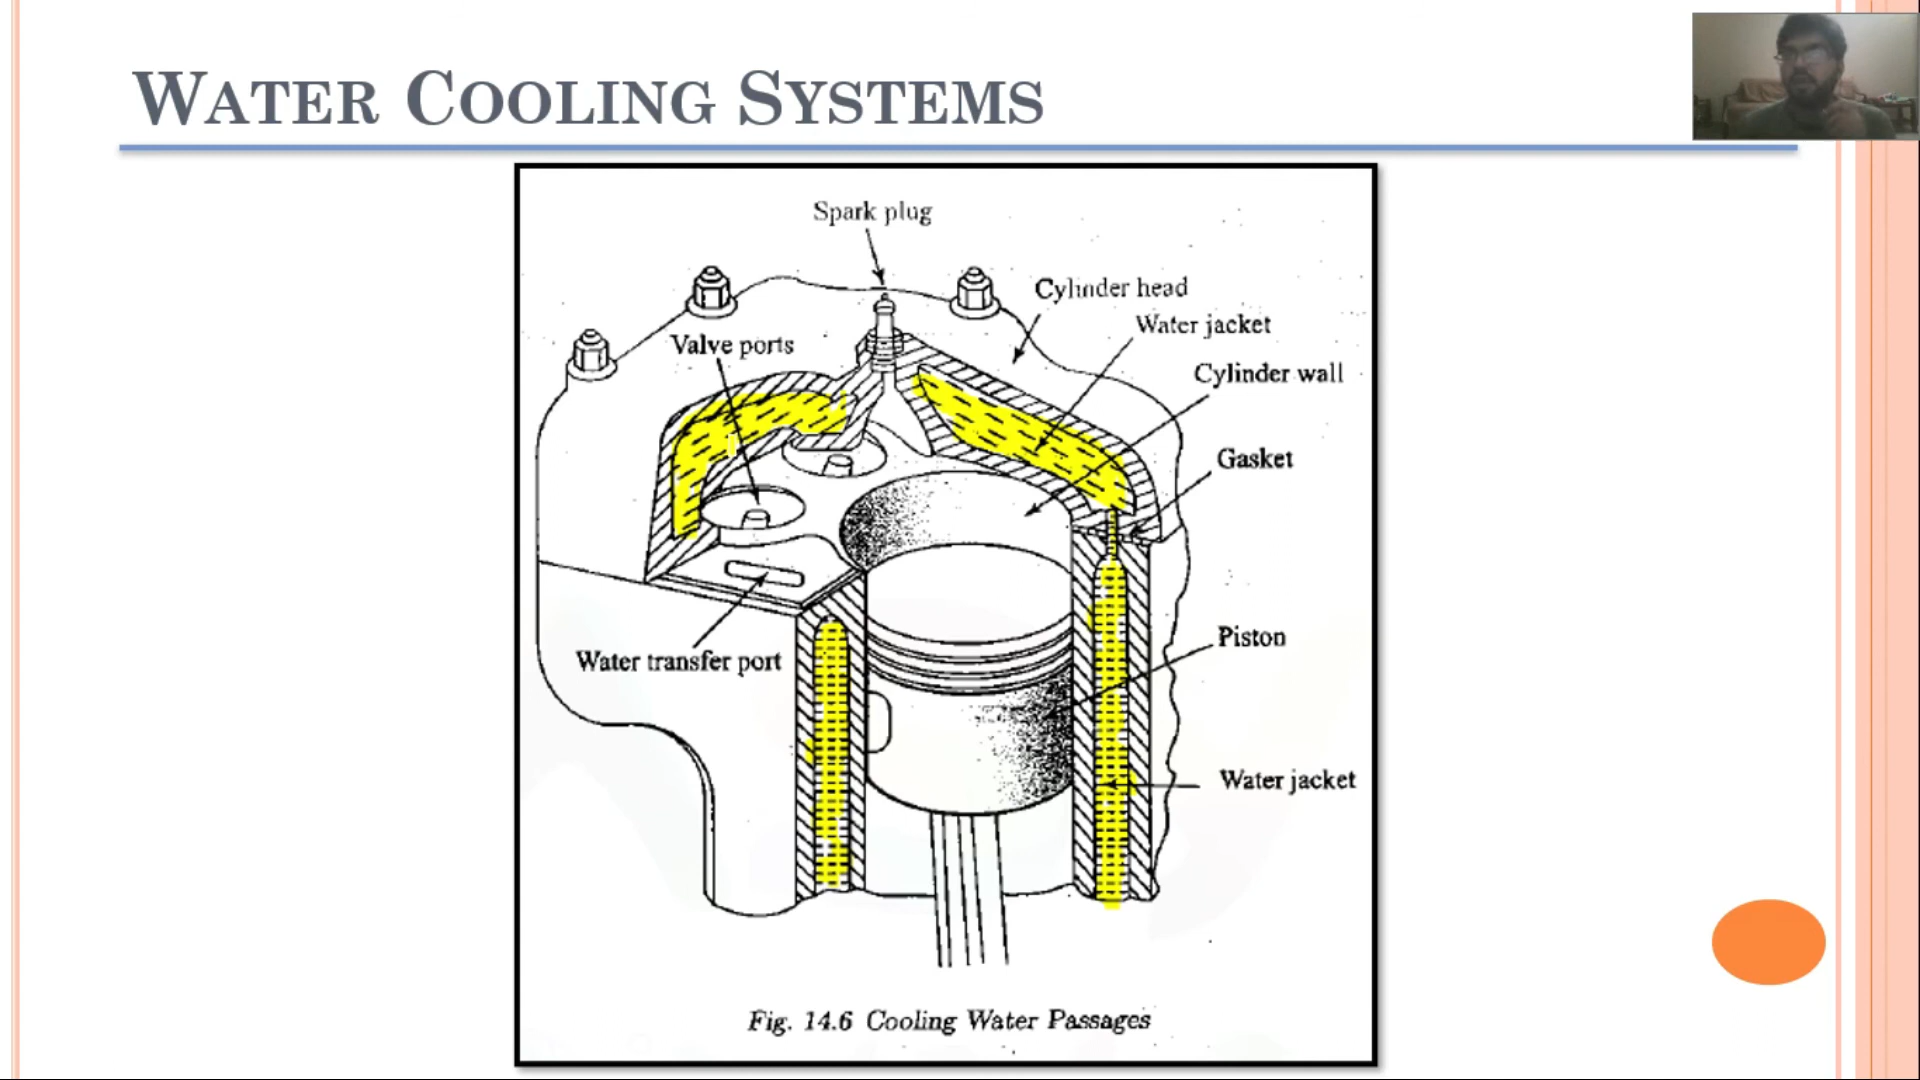 WATER COOLING SYSTEMS
Spark plug
Cylinder head
Water jacket
Valve ports
Cylinder wall
Gasket
Piston
Water transfer port
Water jacket
Fig. 14.6 Cooling Water Passages